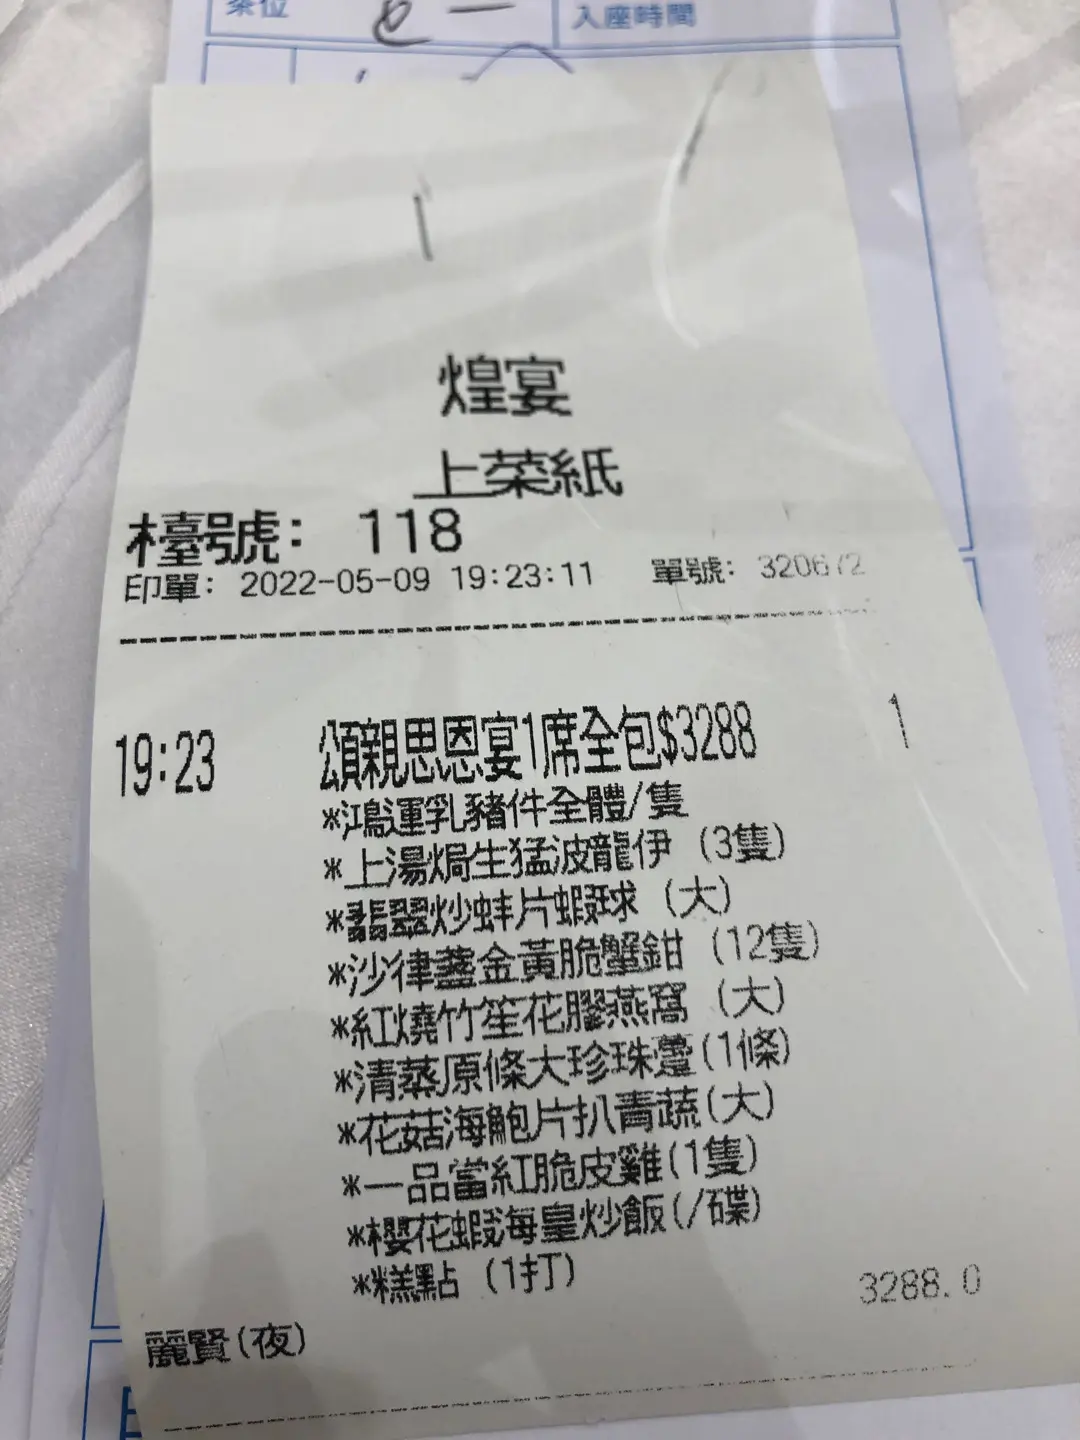 茶位
入座時間
煌宴
上菜紙
檯號: 118
印單: 2022-05-09 19:23:11 單號: 320672
19:23 頌親思恩宴1席全包$3288 1
*鴻運乳豬件全體/隻
*上湯焗生猛波龍伊 (3隻)
*翡翠炒蚌片蝦球 (大)
*沙律盞金黃脆蟹鉗 (12隻)
*紅燒竹笙花膠燕窩 (大)
*清蒸原條大珍珠躉(1條)
*花菇海鮑片扒青蔬(大)
*一品當紅脆皮雞(1隻)
*櫻花蝦海皇炒飯(/碟)
*糕點 (1打)
3288.0
麗賢(夜)